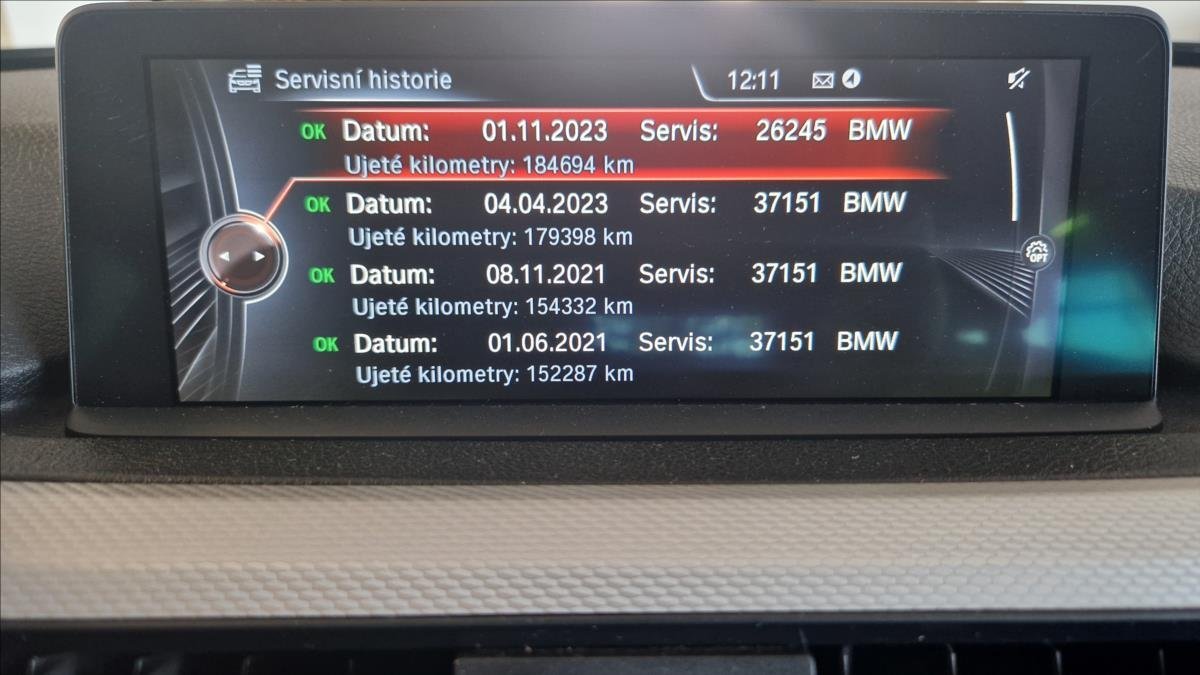 Servisní historie 12:11
OK Datum: 01.11.2023 Servis: 26245 BMW
Ujeté kilometry: 184694 km
OK Datum: 04.04.2023 Servis: 37151 BMW
Ujeté kilometry: 179398 km
OK Datum: 08.11.2021 Servis: 37151 BMW
Ujeté kilometry: 154332 km
OK Datum: 01.06.2021 Servis: 37151 BMW
Ujeté kilometry: 152287 km
OPT